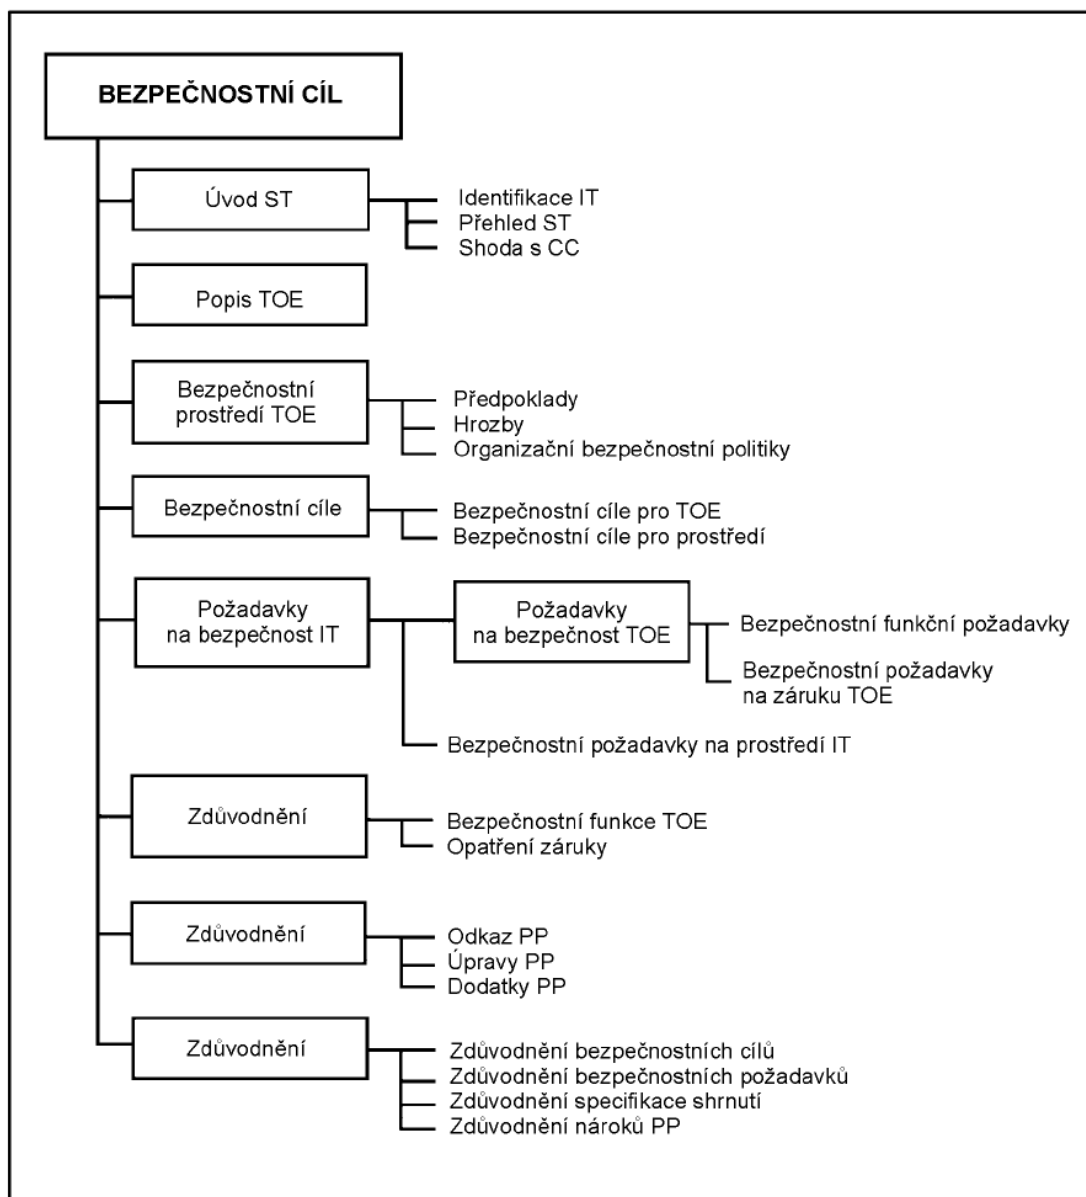 BEZPEČNOSTNÍ CÍL
Úvod ST
Identifikace IT
Přehled ST
Shoda s CC
Popis TOE
Bezpečnostní
prostředí TOE
Předpoklady
Hrozby
Organizační bezpečnostní politiky
Bezpečnostní cíle
Bezpečnostní cíle pro TOE
Bezpečnostní cíle pro prostředí
Požadavky
na bezpečnost IT
Požadavky
na bezpečnost TOE
Bezpečnostní funkční požadavky
Bezpečnostní požadavky
na záruku TOE
Bezpečnostní požadavky na prostředí IT
Zdůvodnění
Bezpečnostní funkce TOE
Opatření záruky
Zdůvodnění
Odkaz PP
Úpravy PP
Dodatky PP
Zdůvodnění
Zdůvodnění bezpečnostních cílů
Zdůvodnění bezpečnostních požadavků
Zdůvodnění specifikace shrnutí
Zdůvodnění nároků PP